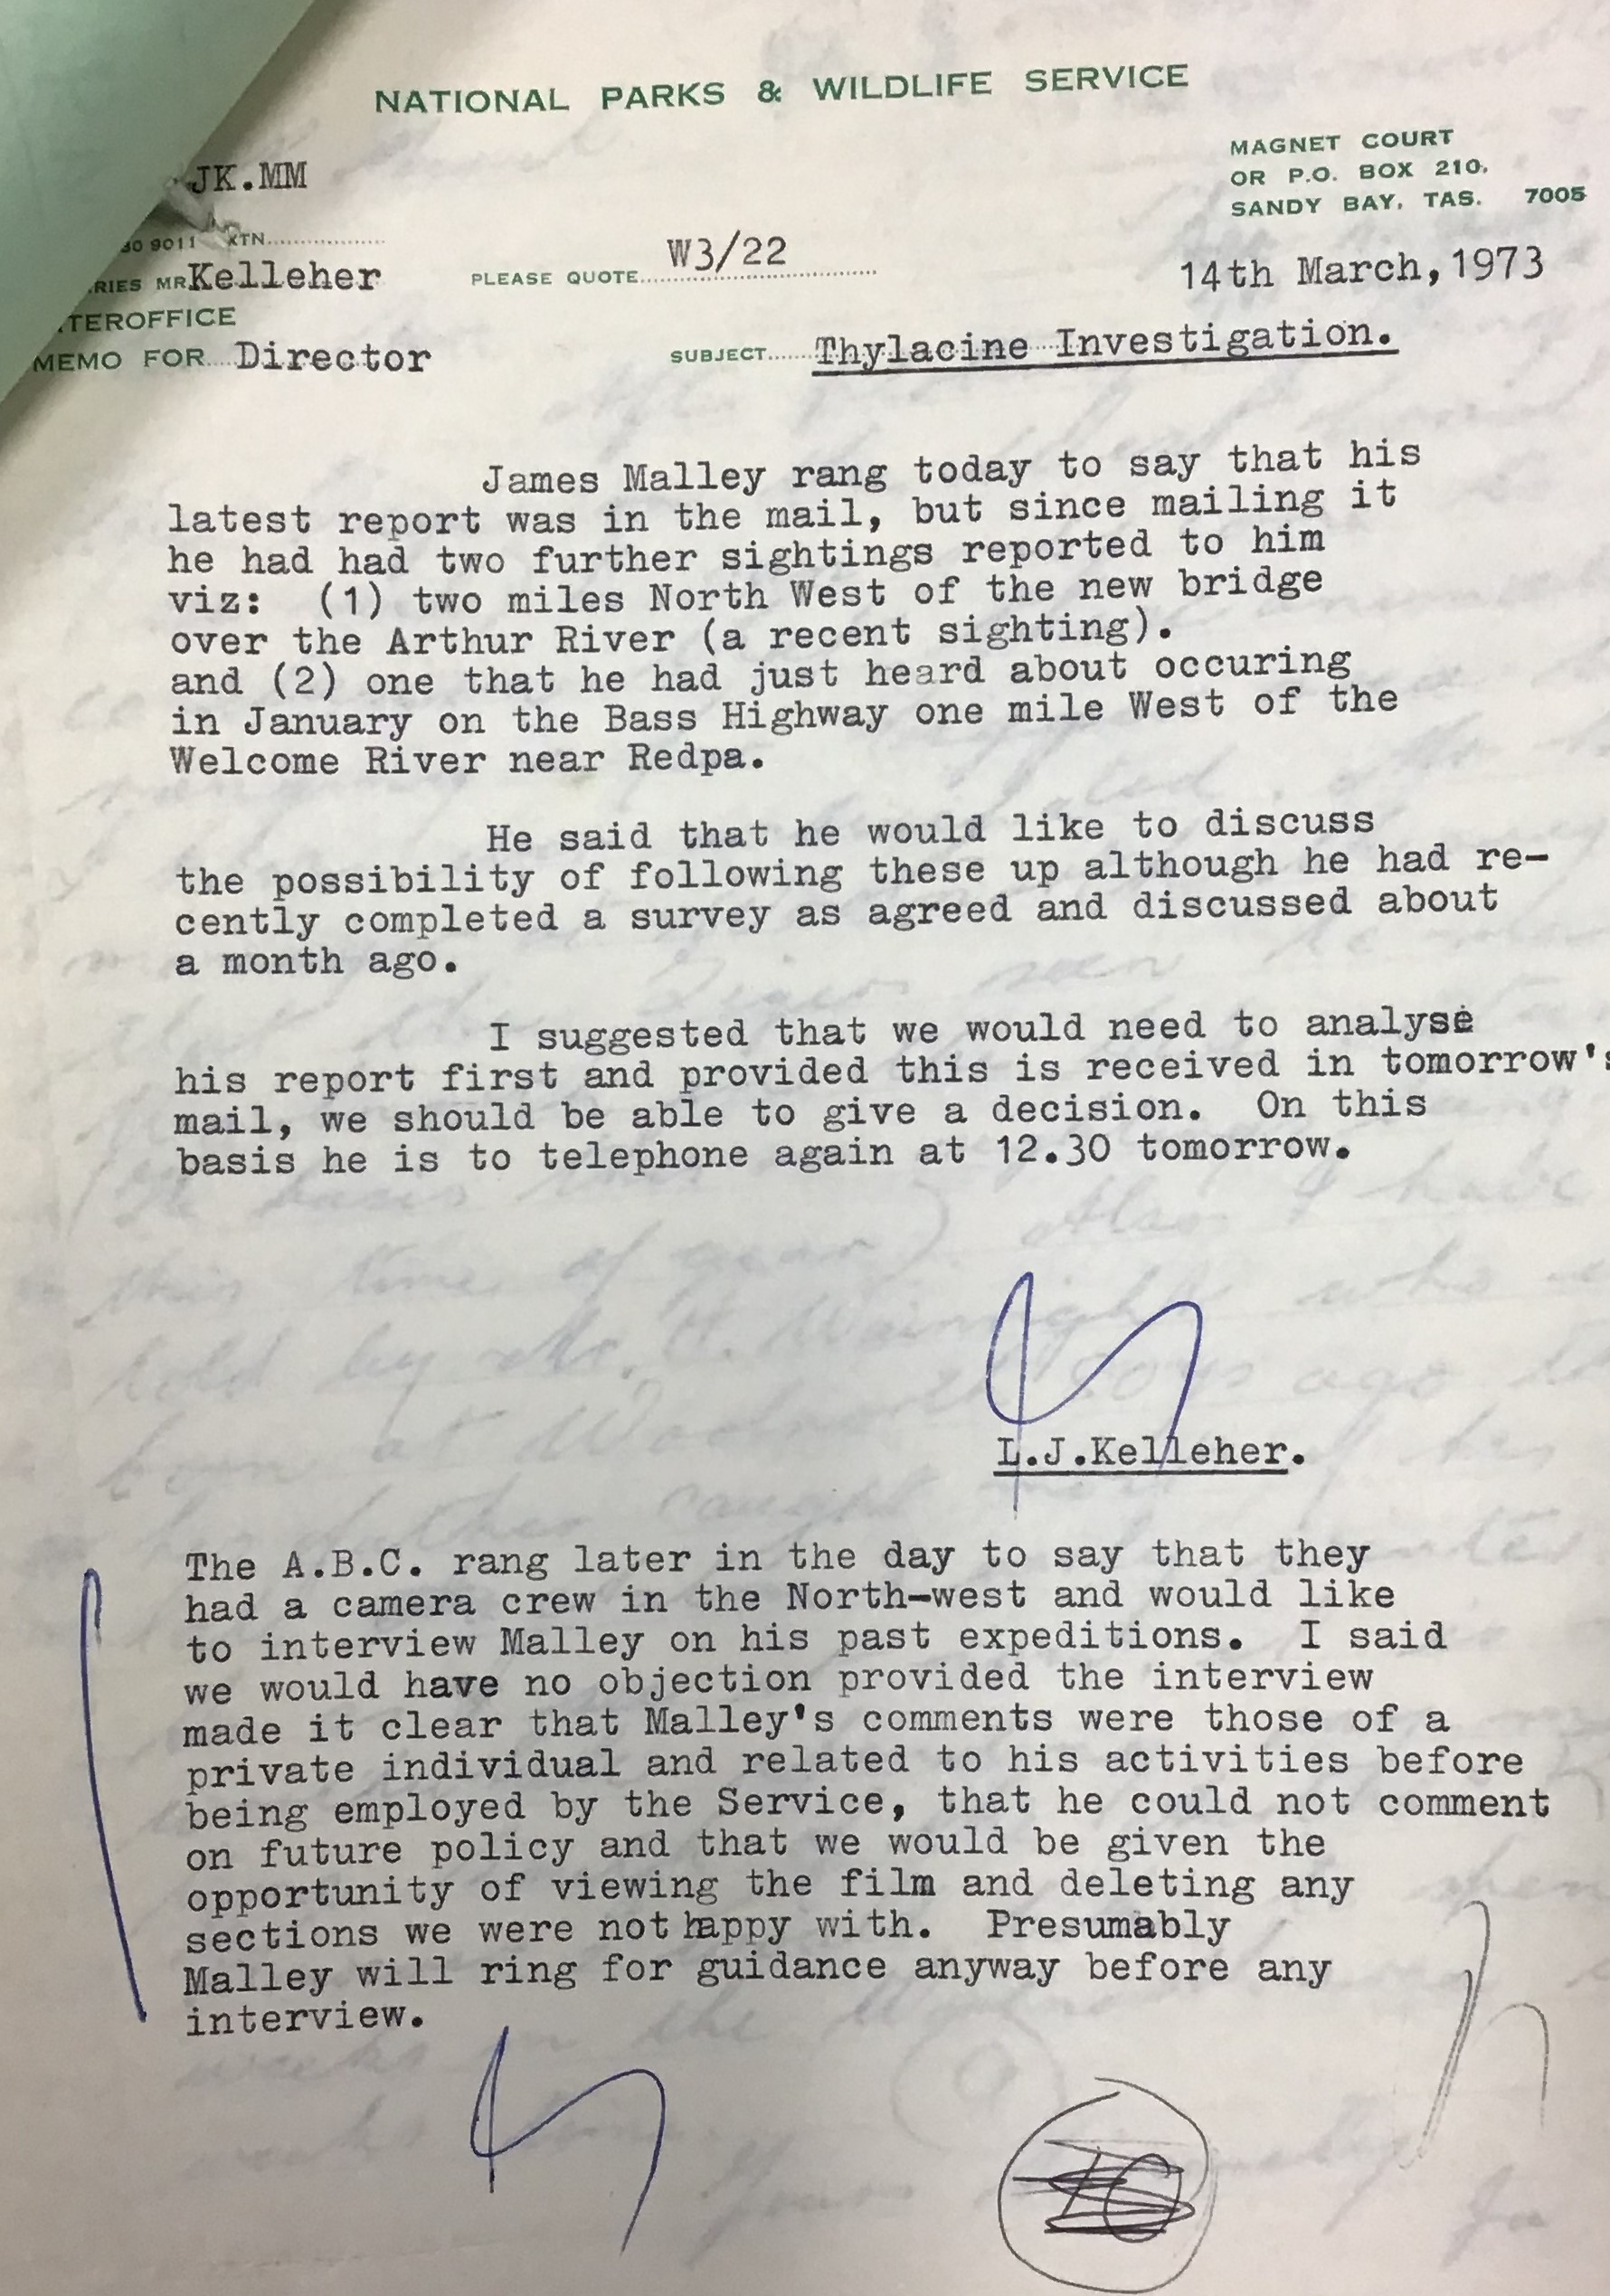 NATIONAL PARKS & WILDLIFE SERVICE
MAGNET COURT
OR P.O. BOX 210,
SANDY BAY, TAS. 7005
JK.MM
30 9011 XTN
RIES MR Kelleher
PLEASE QUOTE W3/22
14th March, 1973
TEROFFICE
MEMO FOR Director
SUBJECT Thylacine Investigation.
James Malley rang today to say that his
latest report was in the mail, but since mailing it
he had had two further sightings reported to him
viz: (1) two miles North West of the new bridge
over the Arthur River (a recent sighting).
and (2) one that he had just heard about occuring
in January on the Bass Highway one mile West of the
Welcome River near Redpa.
He said that he would like to discuss
the possibility of following these up although he had re-
cently completed a survey as agreed and discussed about
a month ago.
I suggested that we would need to analyse
his report first and provided this is received in tomorrow's
mail, we should be able to give a decision. On this
basis he is to telephone again at 12.30 tomorrow.
L.J.Kelleher.
The A.B.C. rang later in the day to say that they
had a camera crew in the North-west and would like
to interview Malley on his past expeditions. I said
we would have no objection provided the interview
made it clear that Malley's comments were those of a
private individual and related to his activities before
being employed by the Service, that he could not comment
on future policy and that we would be given the
opportunity of viewing the film and deleting any
sections we were not happy with. Presumably
Malley will ring for guidance anyway before any
interview.